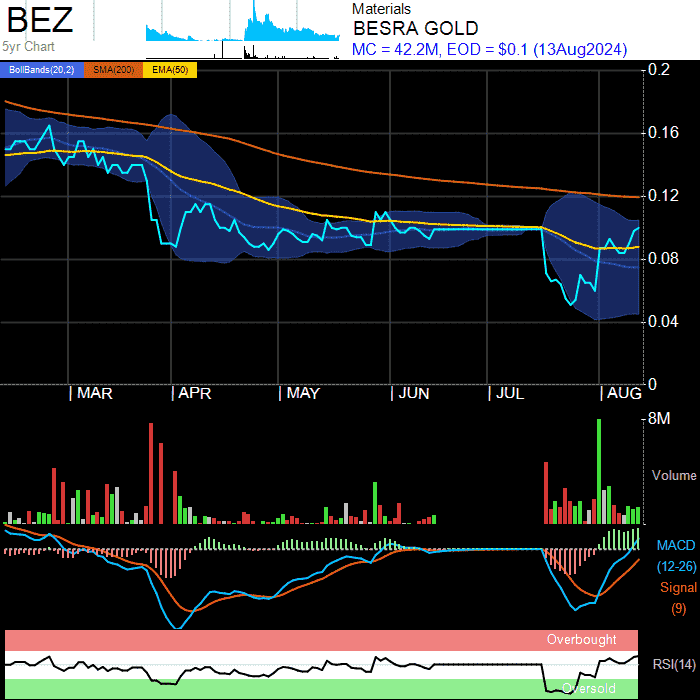 BEZ
5yr Chart
Materials
BESRA GOLD
MC = 42.2M, EOD = $0.1 (13Aug2024)
BollBands(20,2) SMA(200) EMA(50)
0.2
0.16
0.12
0.08
0.04
0
MAR APR MAY JUN JUL AUG
8M
Volume
MACD
(12-26)
Signal
(9)
Overbought
RSI(14)
Oversold